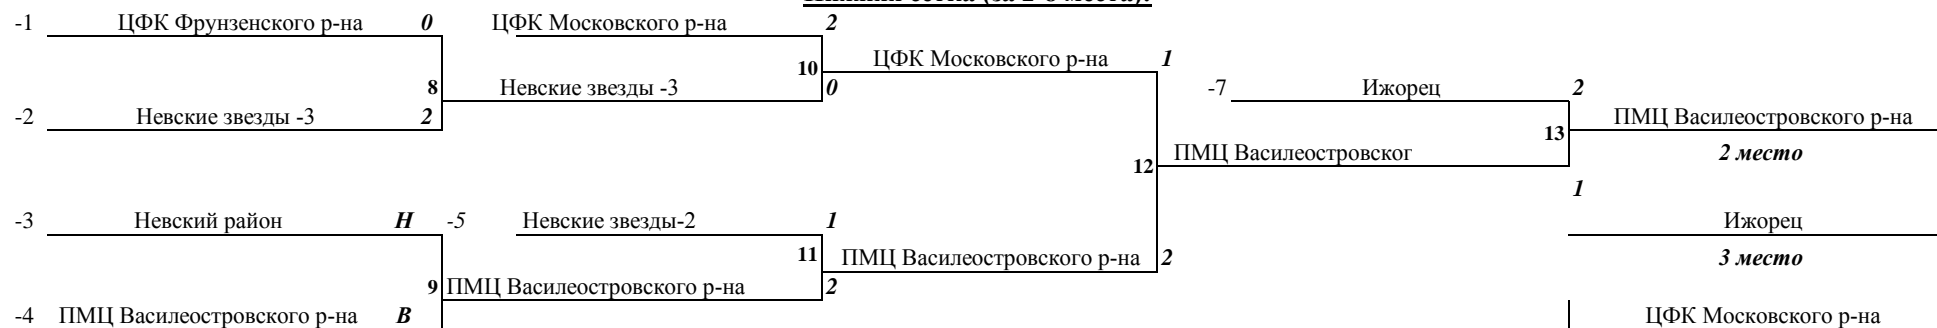 -1 ЦФК Фрунзенского р-на 0 ЦФК Московского р-на 2
10 ЦФК Московского р-на 1
8 Невские звезды -3 0 -7 Ижорец 2
-2 Невские звезды -3 2 ПМЦ Василеостровского р-на
13
12 ПМЦ Василеостровског 2 место
1
-3 Невский район Н -5 Невские звезды-2 1 Ижорец
11 ПМЦ Василеостровского р-на 2 3 место
9 ПМЦ Василеостровского р-на 2
-4 ПМЦ Василеостровского р-на В ЦФК Московского р-на